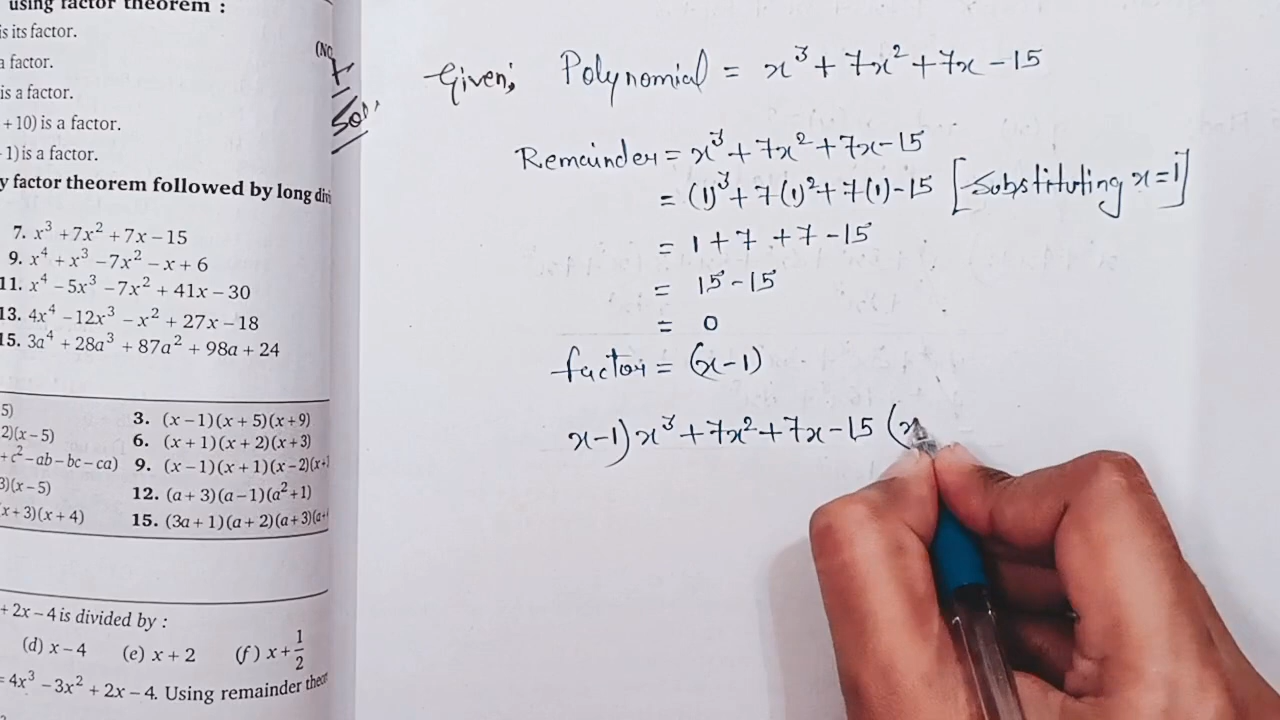 using factor theorem :
is its factor.
a factor.
is a factor.
+ 10) is a factor.
- 1) is a factor.
y factor theorem followed by long divi
7. x³ + 7x² + 7x – 15
9. x⁴ + x³ – 7x² – x + 6
11. x⁴ – 5x³ – 7x² + 41x – 30
13. 4x⁴ – 12x³ – x² + 27x – 18
15. 3a⁴ + 28a³ + 87a² + 98a + 24
5) 3. (x – 1)(x + 5)(x + 9)
2)(x – 5) 6. (x + 1)(x + 2)(x + 3)
+ c² – ab – bc – ca) 9. (x – 1)(x + 1)(x – 2)(x +
3)(x – 5) 12. (a + 3)(a – 1)(a² + 1)
(x + 3)(x + 4) 15. (3a + 1)(a + 2)(a + 3)(a +
+ 2x – 4 is divided by :
(d) x – 4 (e) x + 2 (f) x + 1/2
= 4x³ – 3x² + 2x – 4. Using remainder theor
(No
7
Sol.
Given; Polynomial = x³ + 7x² + 7x – 15
Remainder = x³ + 7x² + 7x – 15
= (1)³ + 7(1)² + 7(1) – 15 [Substituting x = 1]
= 1 + 7 + 7 – 15
= 15 – 15
= 0
factor = (x – 1)
x – 1) x³ + 7x² + 7x – 15 (x